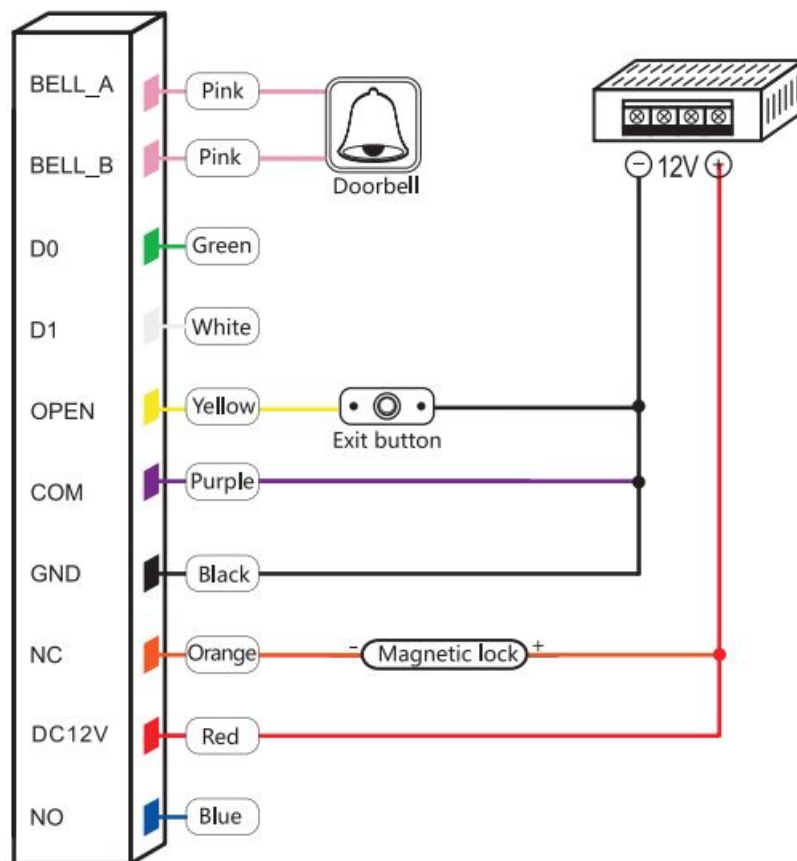 BELL_A
Pink
BELL_B
Pink
Doorbell
− 12V +
D0
Green
D1
White
OPEN
Yellow
Exit button
COM
Purple
GND
Black
NC
Orange
- Magnetic lock +
DC12V
Red
NO
Blue